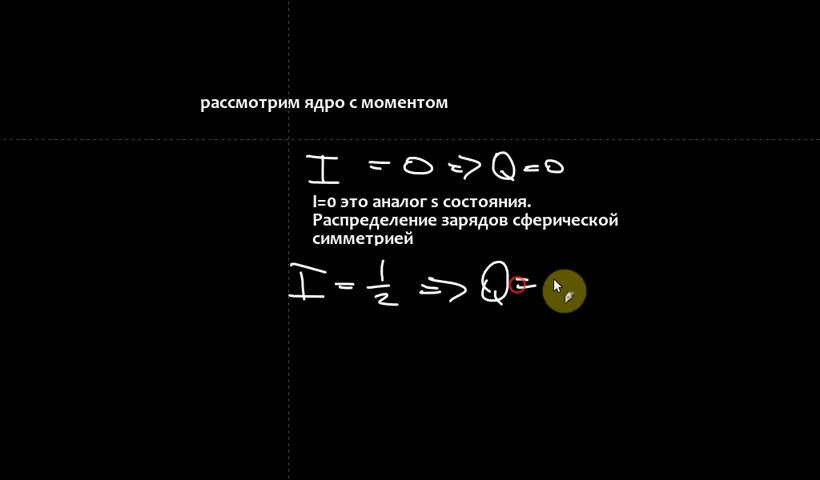 рассмотрим ядро с моментом
I = 0 => Q = 0
I=0 это аналог s состояния.
Распределение зарядов сферической
симметрией
I = 1/2 => Q =